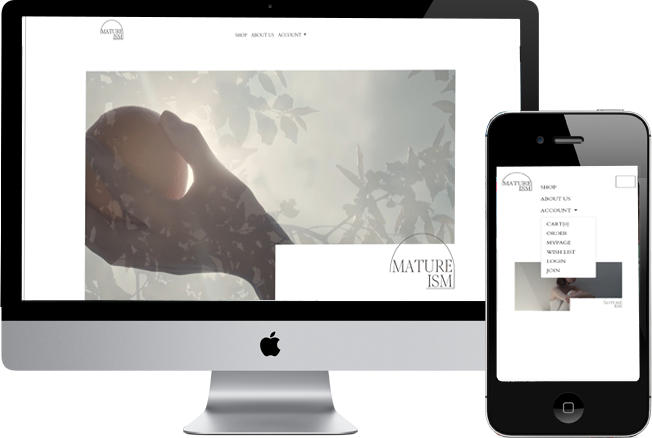 MATURE
ISM
SHOP ABOUT US ACCOUNT
MATURE
ISM
MATURE
ISM
SHOP
ABOUT US
ACCOUNT
CART(0)
ORDER
MYPAGE
WISH LIST
LOGIN
JOIN
MATURE
ISM